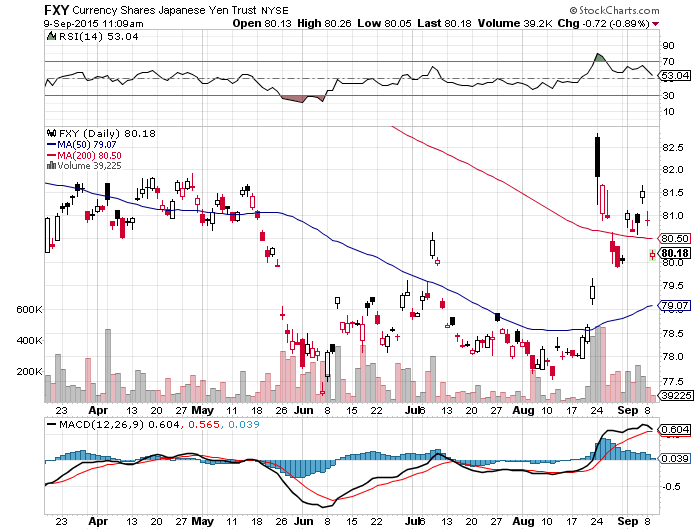 FXY Currency Shares Japanese Yen Trust NYSE © StockCharts.com
9-Sep-2015 11:09am Open 80.13 High 80.26 Low 80.05 Last 80.18 Volume 39.2K Chg -0.72 (-0.89%)
RSI(14) 53.04
90
70
53.04
30
10
FXY (Daily) 80.18
MA(50) 79.07
MA(200) 80.50
Volume 39,225
82.5
82.0
81.5
81.0
80.50
80.18
80.0
79.5
79.07
78.5
78.0
77.5
600K
400K
200K
39225
23 Apr 13 20 27 May 11 18 26 Jun 8 15 22 Jul 6 13 20 27 Aug 10 17 24 Sep 8
MACD(12,26,9) 0.604, 0.565, 0.039
0.604
0.039
-0.5
23 Apr 13 20 27 May 11 18 26 Jun 8 15 22 Jul 6 13 20 27 Aug 10 17 24 Sep 8